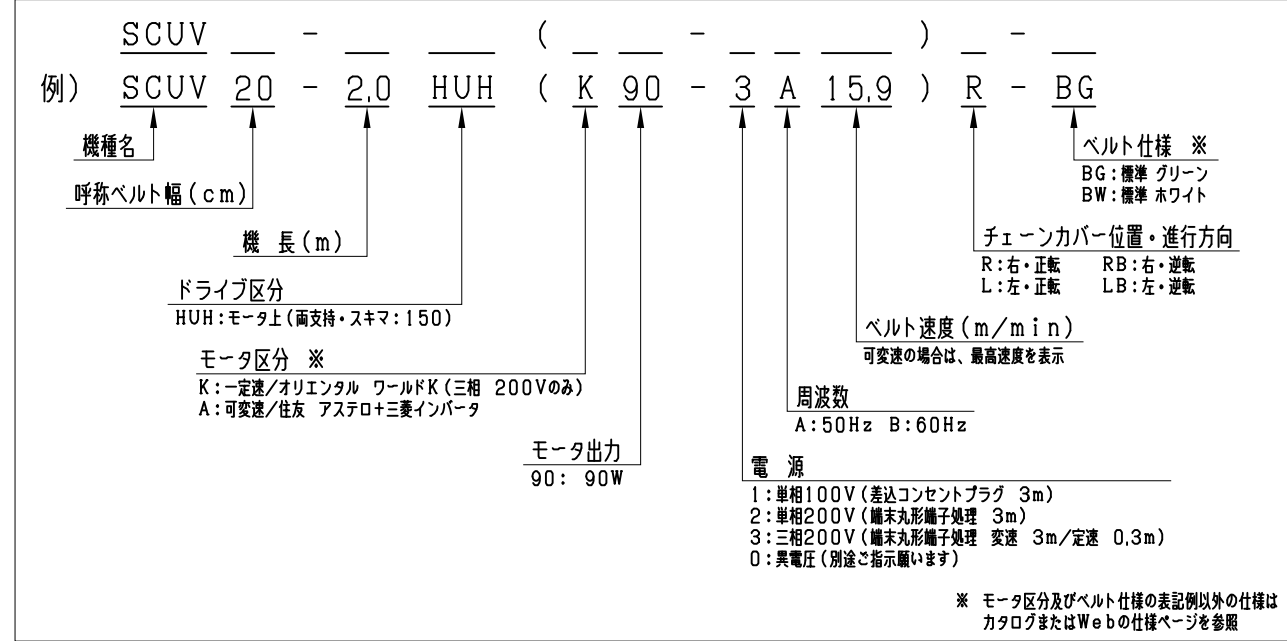 SCUV __ - __ ___ ( _ __ - _ _ ___ ) _ - __
例) SCUV 20 - 2.0 HUH ( K 90 - 3 A 15.9 ) R - BG
機種名
呼称ベルト幅(cm)
機 長(m)
ドライブ区分
HUH:モータ上(両支持・スキマ:150)
モータ区分 ※
K:一定速/オリエンタル ワールドK(三相 200Vのみ)
A:可変速/住友 アステロ+三菱インバータ
モータ出力
90: 90W
電 源
1:単相100V(差込コンセントプラグ 3m)
2:単相200V(端末丸形端子処理 3m)
3:三相200V(端末丸形端子処理 変速 3m/定速 0.3m)
0:異電圧(別途ご指示願います)
周波数
A:50Hz B:60Hz
ベルト速度(m/min)
可変速の場合は、最高速度を表示
チェーンカバー位置・進行方向
R:右・正転 RB:右・逆転
L:左・正転 LB:左・逆転
ベルト仕様 ※
BG:標準 グリーン
BW:標準 ホワイト
※ モータ区分及びベルト仕様の表記例以外の仕様は
カタログまたはWebの仕様ページを参照